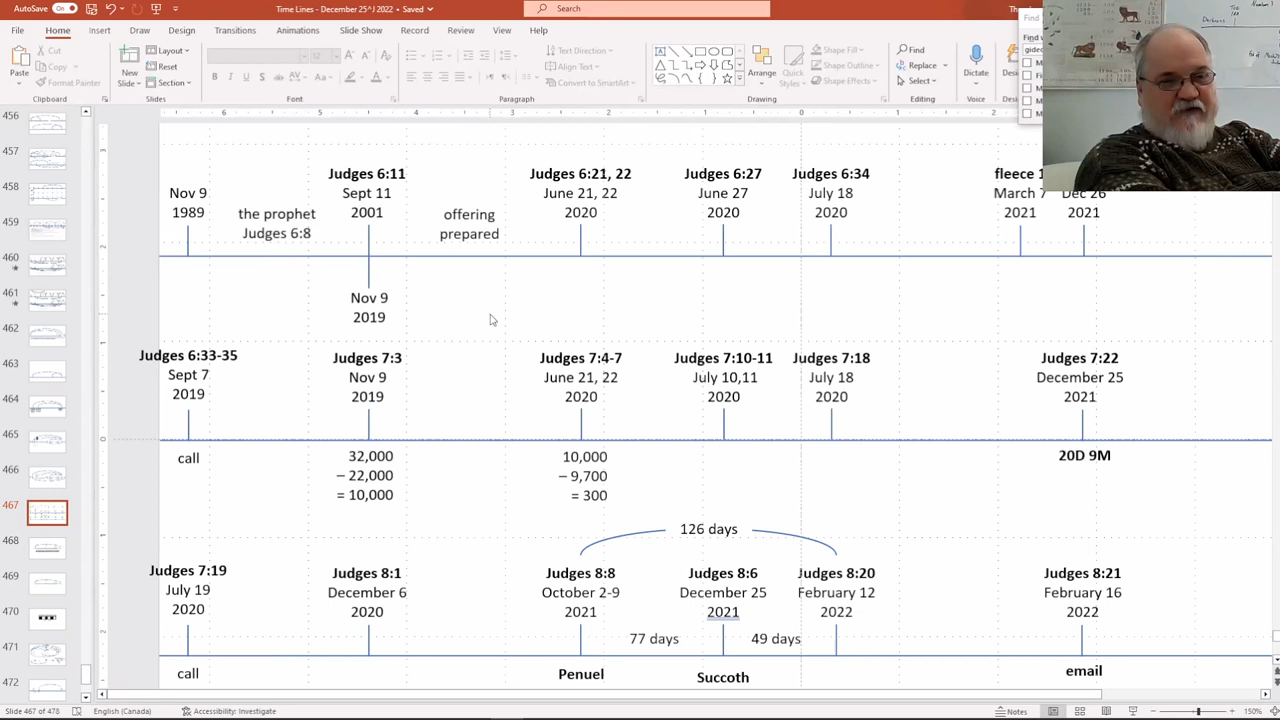 AutoSave On Time Lines - December 25^J 2022 • Saved Search
File Home Insert Draw Design Transitions Animations Slide Show Record Review View Help
Paste Cut Copy Format Painter
Clipboard
New Slide Layout Reset Section
Slides
Font
Text Direction Align Text Convert to SmartArt
Paragraph
Arrange Quick Styles Shape Fill Shape Outline Shape Effects
Drawing
Find Replace Select
Editing
Dictate
Voice
456
457
458
459
460
461
462
463
464
465
466
467
468
469
470
471
472
Nov 9
1989
the prophet
Judges 6:8
Judges 6:11
Sept 11
2001
offering
prepared
Judges 6:21, 22
June 21, 22
2020
Judges 6:27
June 27
2020
Judges 6:34
July 18
2020
fleece 1
March 7
2021
Dec 26
2021
Nov 9
2019
Judges 6:33-35
Sept 7
2019
Judges 7:3
Nov 9
2019
Judges 7:4-7
June 21, 22
2020
Judges 7:10-11
July 10,11
2020
Judges 7:18
July 18
2020
Judges 7:22
December 25
2021
call
32,000
– 22,000
= 10,000
10,000
– 9,700
= 300
20D 9M
126 days
Judges 7:19
July 19
2020
Judges 8:1
December 6
2020
Judges 8:8
October 2-9
2021
Judges 8:6
December 25
2021
Judges 8:20
February 12
2022
Judges 8:21
February 16
2022
77 days
49 days
call
Penuel
Succoth
email
Slide 467 of 478 English (Canada) Accessibility: Investigate Notes 150%